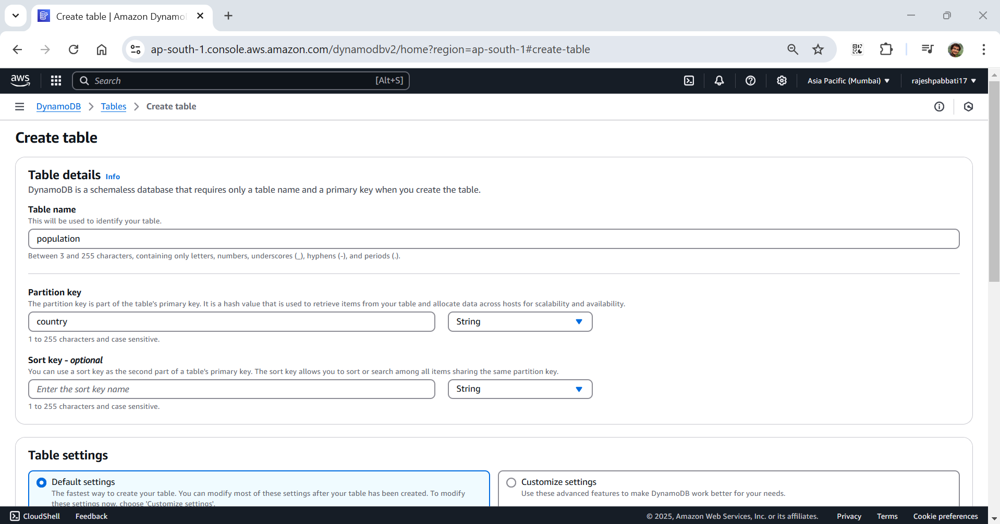 Create table | Amazon Dynamo
ap-south-1.console.aws.amazon.com/dynamodbv2/home?region=ap-south-1#create-table
aws
Search [Alt+S] Asia Pacific (Mumbai) rajeshpabbati17
DynamoDB > Tables > Create table
Create table
Table details Info
DynamoDB is a schemaless database that requires only a table name and a primary key when you create the table.
Table name
This will be used to identify your table.
population
Between 3 and 255 characters, containing only letters, numbers, underscores (_), hyphens (-), and periods (.).
Partition key
The partition key is part of the table's primary key. It is a hash value that is used to retrieve items from your table and allocate data across hosts for scalability and availability.
country String
1 to 255 characters and case sensitive.
Sort key - optional
You can use a sort key as the second part of a table's primary key. The sort key allows you to sort or search among all items sharing the same partition key.
Enter the sort key name String
1 to 255 characters and case sensitive.
Table settings
Default settings
The fastest way to create your table. You can modify most of these settings after your table has been created. To modify
these settings now, choose 'Customize settings'.
Customize settings
Use these advanced features to make DynamoDB work better for your needs.
CloudShell Feedback © 2025, Amazon Web Services, Inc. or its affiliates. Privacy Terms Cookie preferences